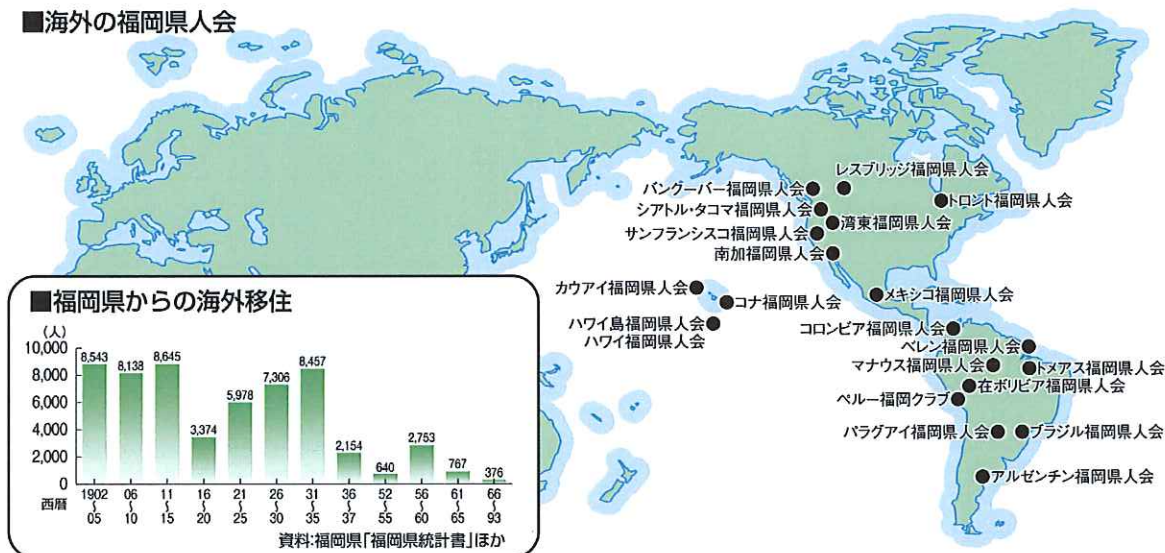 ■海外の福岡県人会
レスブリッジ福岡県人会
バングーバー福岡県人会
トロント福岡県人会
シアトル・タコマ福岡県人会
湾東福岡県人会
サンフランシスコ福岡県人会
南加福岡県人会
カウアイ福岡県人会
コナ福岡県人会
メキシコ福岡県人会
ハワイ島福岡県人会
ハワイ福岡県人会
コロンビア福岡県人会
ベレン福岡県人会
マナウス福岡県人会
トメアス福岡県人会
在ボリビア福岡県人会
ペルー福岡クラブ
パラグアイ福岡県人会
ブラジル福岡県人会
アルゼンチン福岡県人会
■福岡県からの海外移住
(人)
10,000
8,000
6,000
4,000
2,000
0
8,543 8,138 8,645 3,374 5,978 7,306 8,457 2,154 640 2,753 767 376
1902 06 11 16 21 26 31 36 52 56 61 66
西暦 〜 〜 〜 〜 〜 〜 〜 〜 〜 〜 〜 〜
05 10 15 20 25 30 35 37 55 60 65 93
資料:福岡県「福岡県統計書」ほか